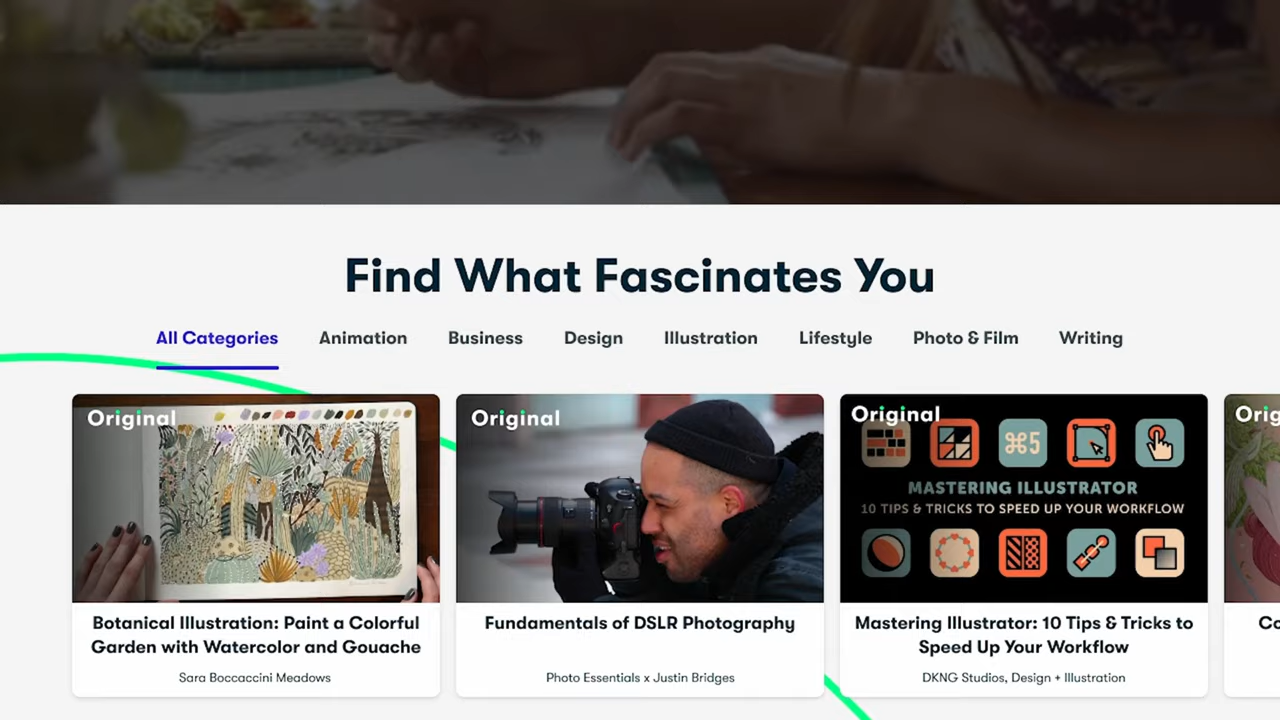 Find What Fascinates You
All Categories Animation Business Design Illustration Lifestyle Photo & Film Writing
Original
Botanical Illustration: Paint a Colorful
Garden with Watercolor and Gouache
Sara Boccaccini Meadows
Original
Fundamentals of DSLR Photography
Photo Essentials x Justin Bridges
Original
⌘5
MASTERING ILLUSTRATOR
10 TIPS & TRICKS TO SPEED UP YOUR WORKFLOW
Mastering Illustrator: 10 Tips & Tricks to
Speed Up Your Workflow
DKNG Studios, Design + Illustration
Orig
Co